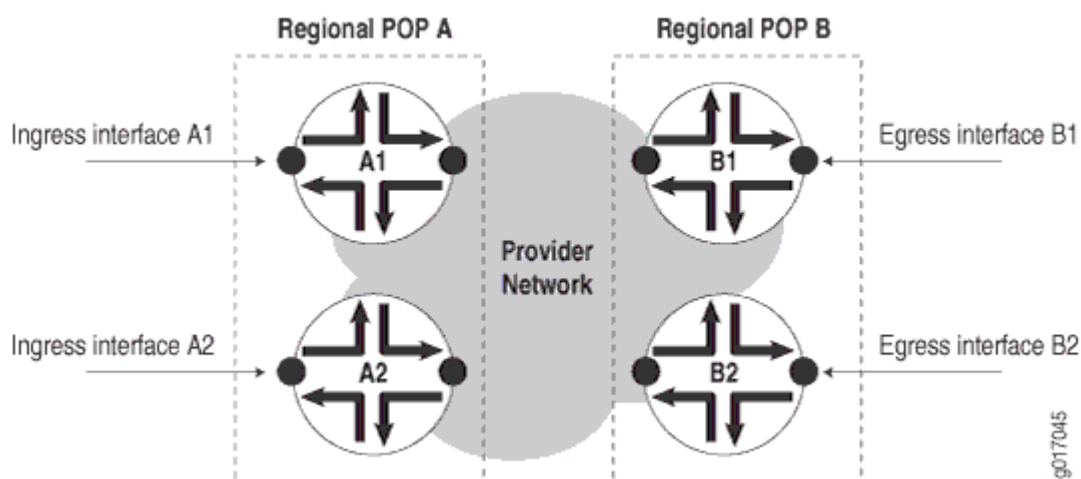 Regional POP A
Regional POP B
Ingress interface A1
A1
B1
Egress interface B1
Provider
Network
Ingress interface A2
A2
B2
Egress interface B2
g017045